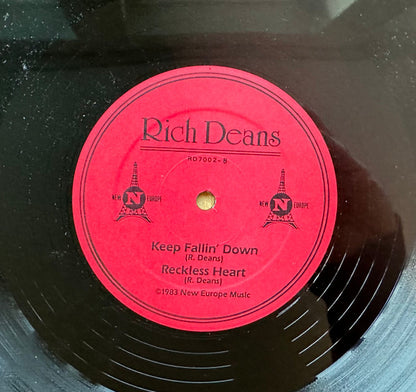 Rich Deans
RD7002-B
NEW N EUROPE
NEW N EUROPE
Keep Fallin' Down
(R. Deans)
Reckless Heart
(R. Deans)
©1983 New Europe Music